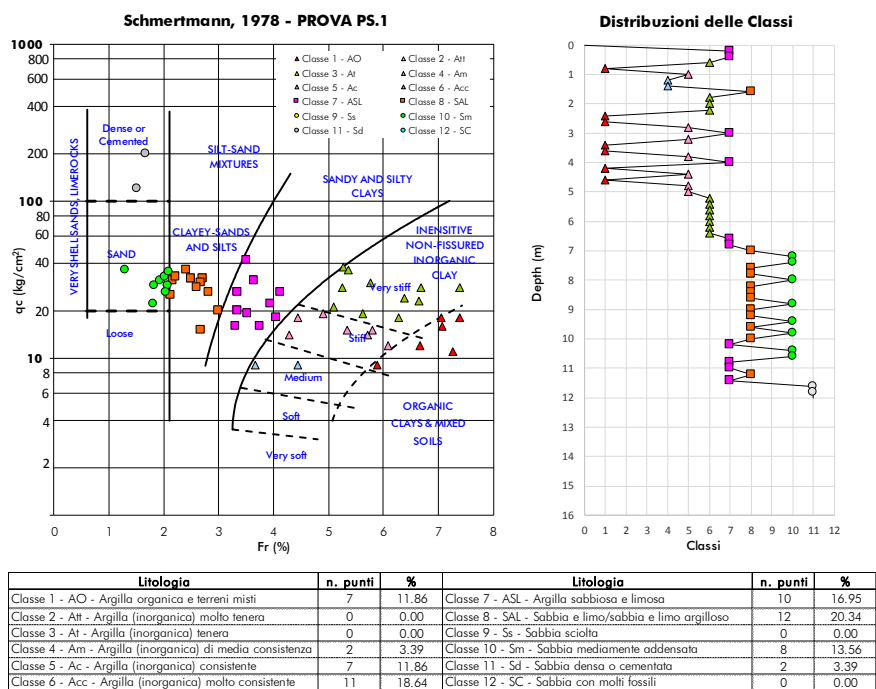 Schmertmann, 1978 - PROVA PS.1
qc (kg/cm²)
1000
800
600
400
200
100
80
60
40
20
10
8
6
4
2
0 1 2 3 4 5 6 7 8
Fr (%)
Classe 1 - AO
Classe 2 - Att
Classe 3 - At
Classe 4 - Am
Classe 5 - Ac
Classe 6 - Acc
Classe 7 - ASL
Classe 8 - SAL
Classe 9 - Ss
Classe 10 - Sm
Classe 11 - Sd
Classe 12 - SC
VERY SHELL SANDS, LIMEROCKS
Dense or
Cemented
SILT-SAND
MIXTURES
SANDY AND SILTY
CLAYS
CLAYEY-SANDS
AND SILTS
SAND
INENSITIVE
NON-FISSURED
INORGANIC
CLAY
Very stiff
Loose
Stiff
Medium
Soft
ORGANIC
CLAYS & MIXED
SOILS
Very soft
Distribuzioni delle Classi
Depth (m)
0
1
2
3
4
5
6
7
8
9
10
11
12
13
14
15
16
0 1 2 3 4 5 6 7 8 9 10 11 12
Classi
Litologia n. punti % Litologia n. punti %
Classe 1 - AO - Argilla organica e terreni misti 7 11.86 Classe 7 - ASL - Argilla sabbiosa e limosa 10 16.95
Classe 2 - Att - Argilla (inorganica) molto tenera 0 0.00 Classe 8 - SAL - Sabbia e limo/sabbia e limo argilloso 12 20.34
Classe 3 - At - Argilla (inorganica) tenera 0 0.00 Classe 9 - Ss - Sabbia sciolta 0 0.00
Classe 4 - Am - Argilla (inorganica) di media consistenza 2 3.39 Classe 10 - Sm - Sabbia mediamente addensata 8 13.56
Classe 5 - Ac - Argilla (inorganica) consistente 7 11.86 Classe 11 - Sd - Sabbia densa o cementata 2 3.39
Classe 6 - Acc - Argilla (inorganica) molto consistente 11 18.64 Classe 12 - SC - Sabbia con molti fossili 0 0.00